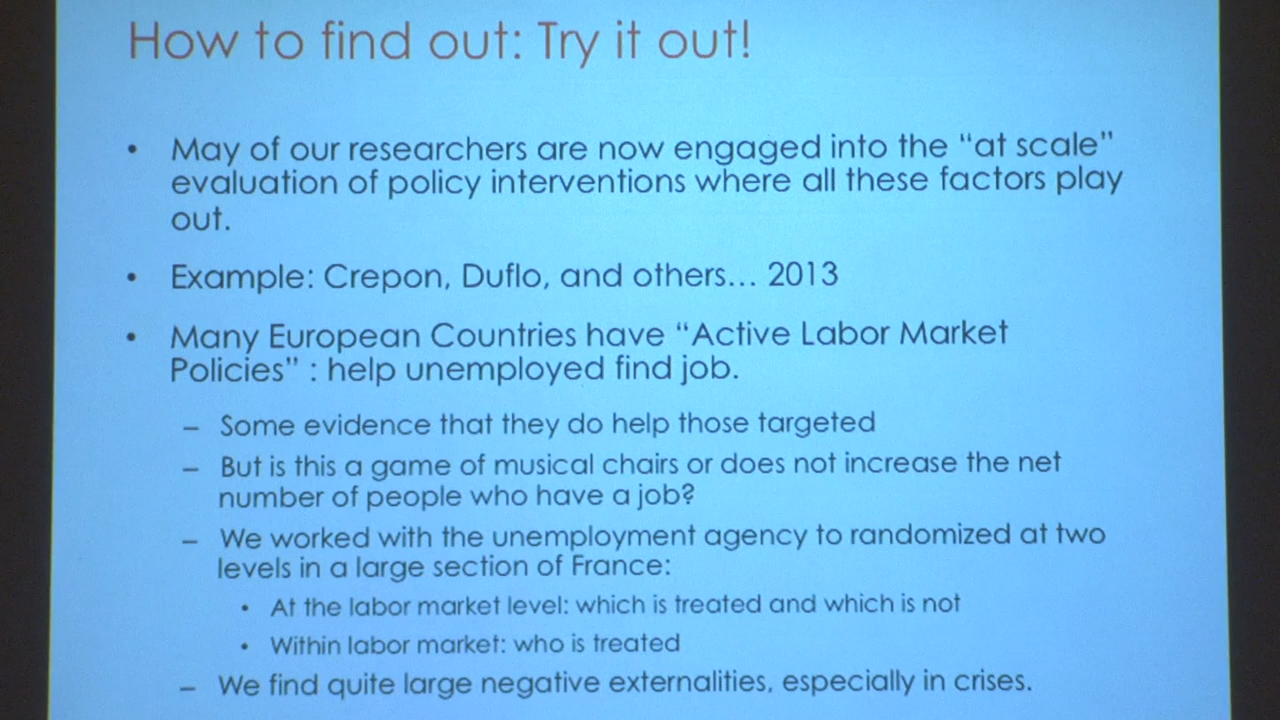 How to find out: Try it out!
• May of our researchers are now engaged into the “at scale”
evaluation of policy interventions where all these factors play
out.
• Example: Crepon, Duflo, and others… 2013
• Many European Countries have “Active Labor Market
Policies” : help unemployed find job.
– Some evidence that they do help those targeted
– But is this a game of musical chairs or does not increase the net
number of people who have a job?
– We worked with the unemployment agency to randomized at two
levels in a large section of France:
• At the labor market level: which is treated and which is not
• Within labor market: who is treated
– We find quite large negative externalities, especially in crises.